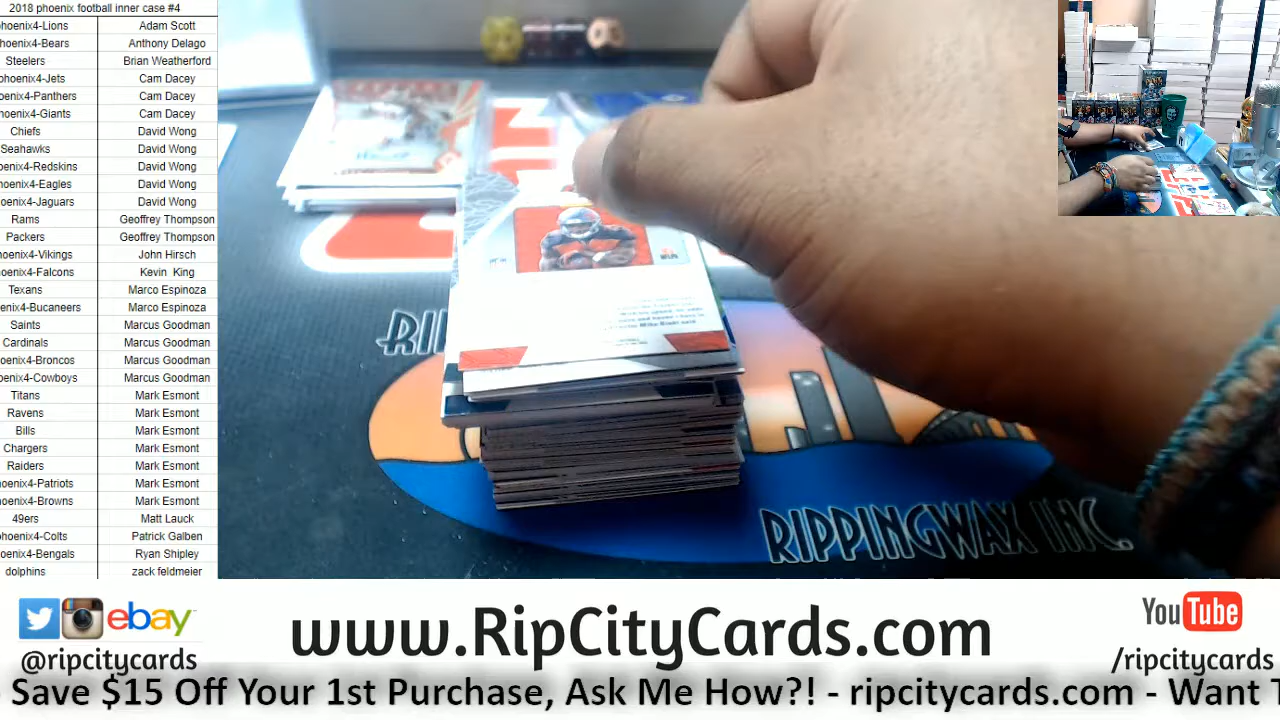 2018 phoenix football inner case #4
hoenix4-Lions Adam Scott
hoenix4-Bears Anthony Delago
Steelers Brian Weatherford
phoenix4-Jets Cam Dacey
oenix4-Panthers Cam Dacey
hoenix4-Giants Cam Dacey
Chiefs David Wong
Seahawks David Wong
enix4-Redskins David Wong
oenix4-Eagles David Wong
oenix4-Jaguars David Wong
Rams Geoffrey Thompson
Packers Geoffrey Thompson
oenix4-Vikings John Hirsch
oenix4-Falcons Kevin King
Texans Marco Espinoza
enix4-Bucaneers Marco Espinoza
Saints Marcus Goodman
Cardinals Marcus Goodman
oenix4-Broncos Marcus Goodman
enix4-Cowboys Marcus Goodman
Titans Mark Esmont
Ravens Mark Esmont
Bills Mark Esmont
Chargers Mark Esmont
Raiders Mark Esmont
oenix4-Patriots Mark Esmont
oenix4-Browns Mark Esmont
49ers Matt Lauck
phoenix4-Colts Patrick Galben
oenix4-Bengals Ryan Shipley
dolphins zack feldmeier
RIPPINGWAX INC.
ebay
@ripcitycards
www.RipCityCards.com
YouTube
/ripcitycards
Save $15 Off Your 1st Purchase, Ask Me How?! - ripcitycards.com - Want